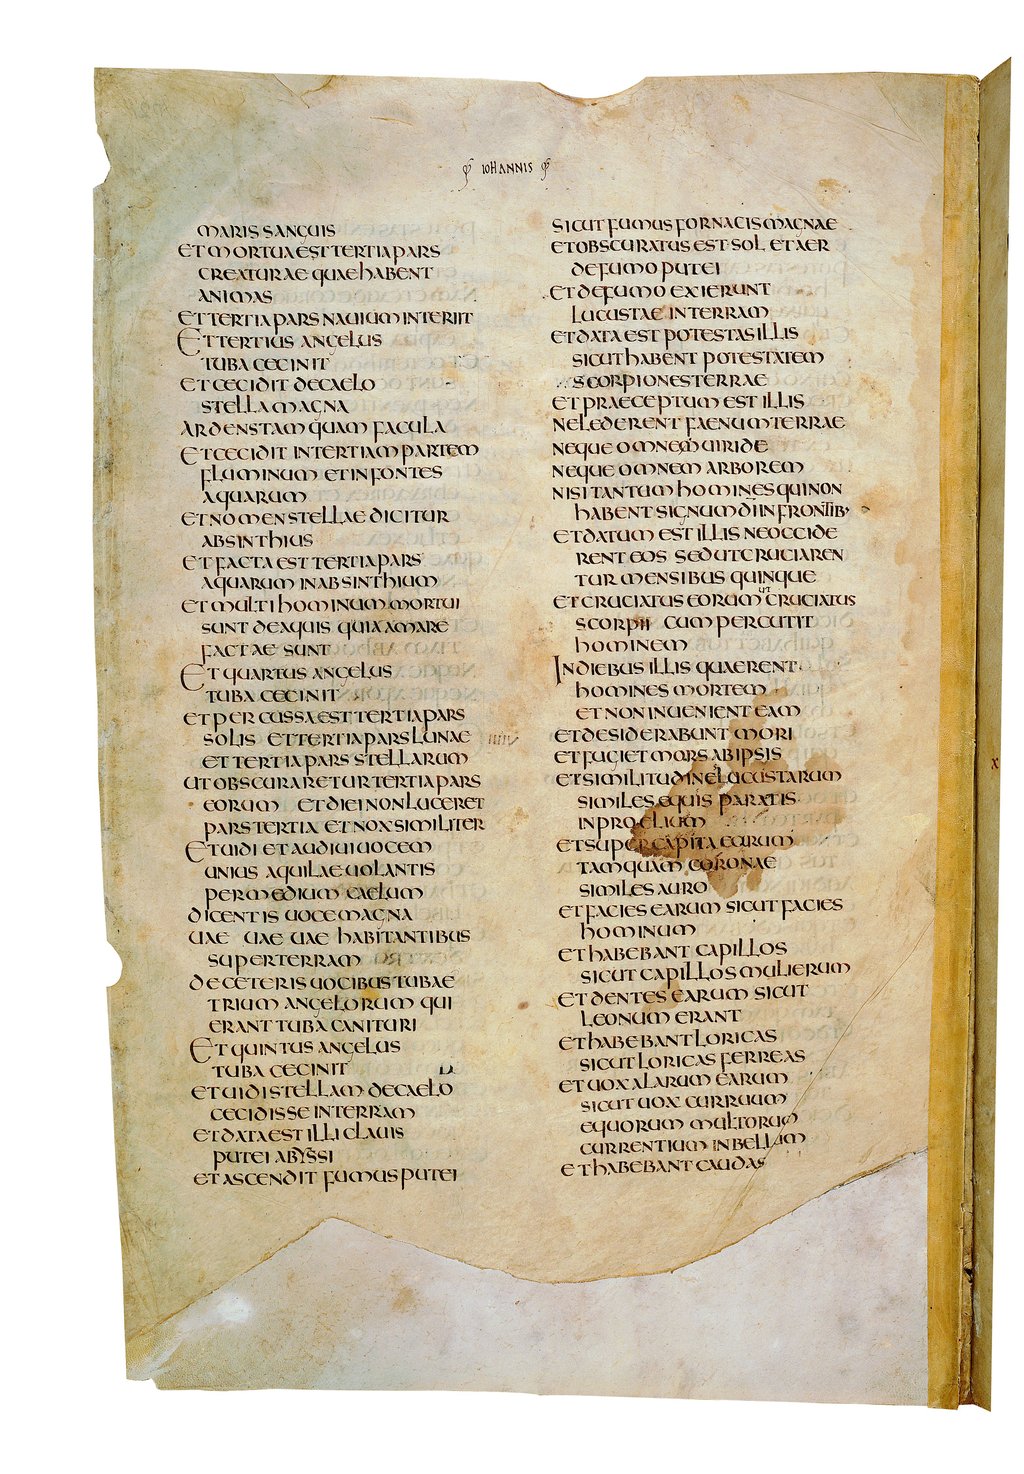 IOHANNIS
MARIS SANGUIS
ET MORTUA EST TERTIA PARS
CREATURAE QUAE HABENT
ANIMAS
ET TERTIA PARS NAUIUM INTERIIT
ET TERTIUS ANGELUS
TUBA CECINIT
ET CECIDIT DE CAELO
STELLA MAGNA
ARDENS TAMQUAM FACULA
ET CECIDIT IN TERTIAM PARTEM
FLUMINUM ET IN FONTES
AQUARUM
ET NOMEN STELLAE DICITUR
ABSINTHIUS
ET FACTA EST TERTIA PARS
AQUARUM IN ABSINTHIUM
ET MULTI HOMINUM MORTUI
SUNT DE AQUIS QUIA AMARE
FACTAE SUNT
ET QUARTUS ANGELUS
TUBA CECINIT
ET PERCUSSA EST TERTIA PARS
SOLIS ET TERTIA PARS LUNAE
ET TERTIA PARS STELLARUM
UT OBSCURARETUR TERTIA PARS
EORUM ET DIEI NON LUCERET
PARS TERTIA ET NOX SIMILITER
ET UIDI ET AUDIUI UOCEM
UNIUS AQUILAE UOLANTIS
PER MEDIUM CAELUM
DICENTIS UOCE MAGNA
UAE UAE UAE HABITANTIBUS
SUPER TERRAM
DE CETERIS UOCIBUS TUBAE
TRIUM ANGELORUM QUI
ERANT TUBA CANITURI
ET QUINTUS ANGELUS
TUBA CECINIT
ET UIDI STELLAM DE CAELO
CECIDISSE IN TERRAM
ET DATA EST ILLI CLAUIS
PUTEI ABYSSI
ET ASCENDIT FUMUS PUTEI
SICUT FUMUS FORNACIS MAGNAE
ET OBSCURATUS EST SOL ET AER
DE FUMO PUTEI
ET DE FUMO EXIERUNT
LUCUSTAE IN TERRAM
ET DATA EST POTESTAS ILLIS
SICUT HABENT POTESTATEM
SCORPIONES TERRAE
ET PRAECEPTUM EST ILLIS
NE LEDERENT FAENUM TERRAE
NEQUE OMNEM UIRIDE
NEQUE OMNEM ARBOREM
NISI TANTUM HOMINES QUI NON
HABENT SIGNUM DĪ IN FRONTIB·
ET DATUM EST ILLIS NE OCCIDE
RENT EOS SED UT CRUCIAREN
TUR MENSIBUS QUINQUE
ET CRUCIATUS EORUM UT CRUCIATUS
SCORPII CUM PERCUTIT
HOMINEM
IN DIEBUS ILLIS QUAERENT
HOMINES MORTEM
ET NON INUENIENT EAM
ET DESIDERABUNT MORI
ET FUGIET MORS AB IPSIS
ET SIMILITUDINE LUCUSTARUM
SIMILES EQUIS PARATIS
IN PROELIUM
ET SUPER CAPITA EARUM
TAMQUAM CORONAE
SIMILES AURO
ET FACIES EARUM SICUT FACIES
HOMINUM
ET HABEBANT CAPILLOS
SICUT CAPILLOS MULIERUM
ET DENTES EARUM SICUT
LEONUM ERANT
ET HABEBANT LORICAS
SICUT LORICAS FERREAS
ET UOX ALARUM EARUM
SICUT UOX CURRUUM
EQUORUM MULTORUM
CURRENTIUM IN BELLUM
ET HABEBANT CAUDAS